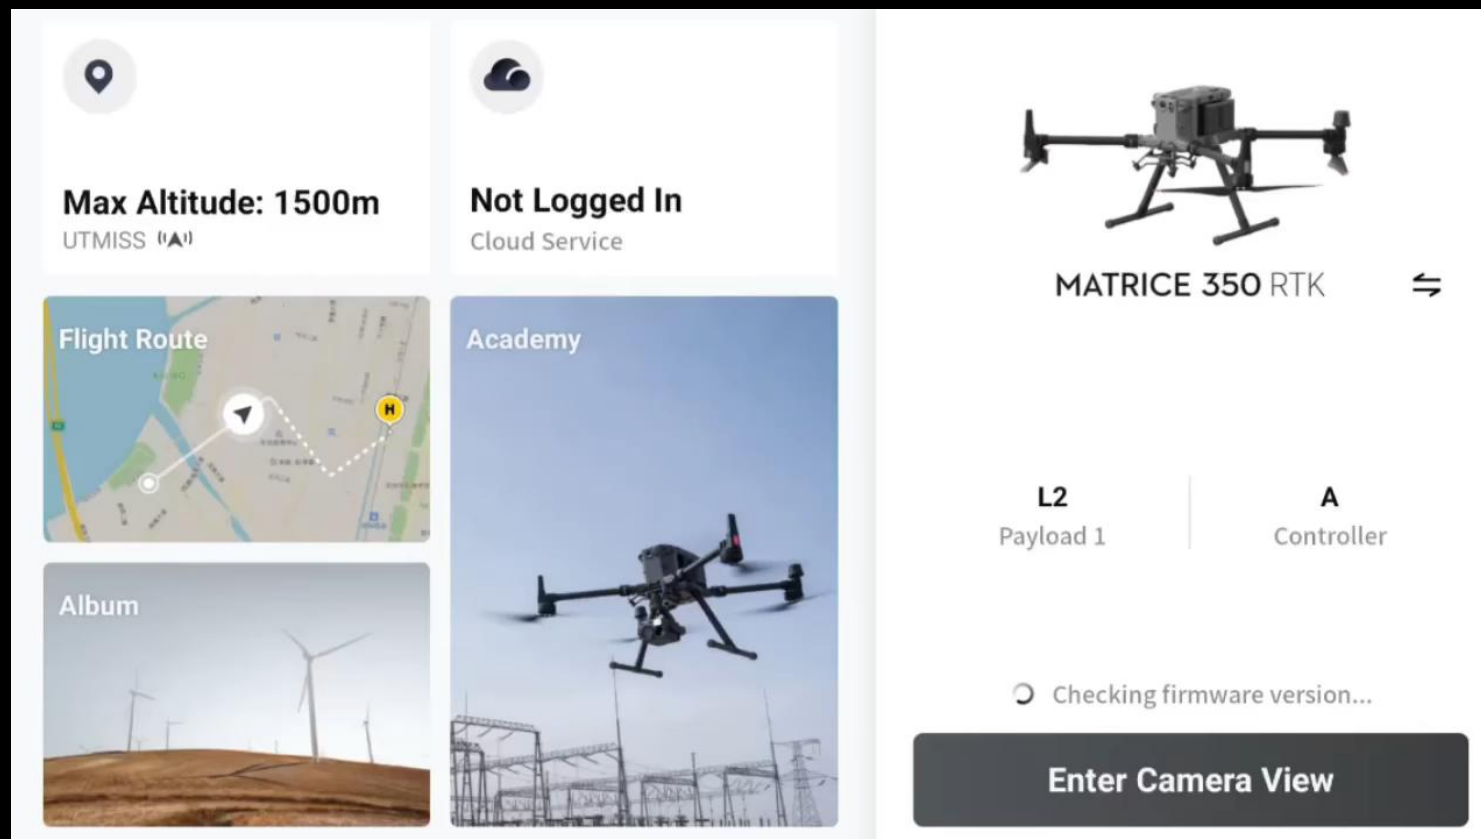 Max Altitude: 1500m
UTMISS
Not Logged In
Cloud Service
Flight Route
H
Academy
Album
MATRICE 350 RTK
L2
Payload 1
A
Controller
Checking firmware version...
Enter Camera View